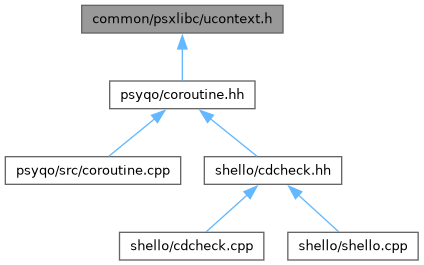 common/psxlibc/ucontext.h
psyqo/coroutine.hh
psyqo/src/coroutine.cpp
shello/cdcheck.hh
shello/cdcheck.cpp
shello/shello.cpp